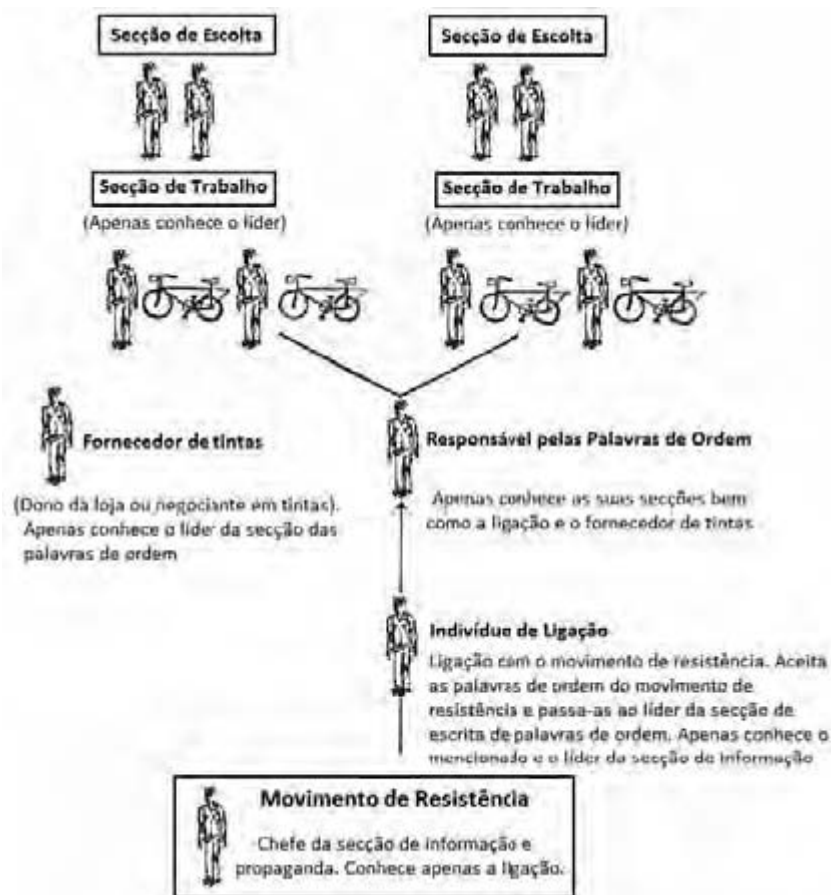 Secção de Escolta
Secção de Escolta
Secção de Trabalho
(Apenas conhece o líder)
Secção de Trabalho
(Apenas conhece o líder)
Fornecedor de tintas
(Dono da loja ou negociante em tintas).
Apenas conhece o líder da secção das
palavras de ordem
Responsável pelas Palavras de Ordem
Apenas conhece as suas secções bem
como a ligação e o fornecedor de tintas
Indivídue de Ligação
Ligação com o movimento de resistência. Aceita
as palavras de ordem do movimento de
resistência e passa-as ao líder da secção de
escrita de palavras de ordem. Apenas conhece o
mencionado e o líder da secção de Informação
Movimento de Resistência
Chefe da secção de informação e
propaganda. Conhece apenas a ligação.